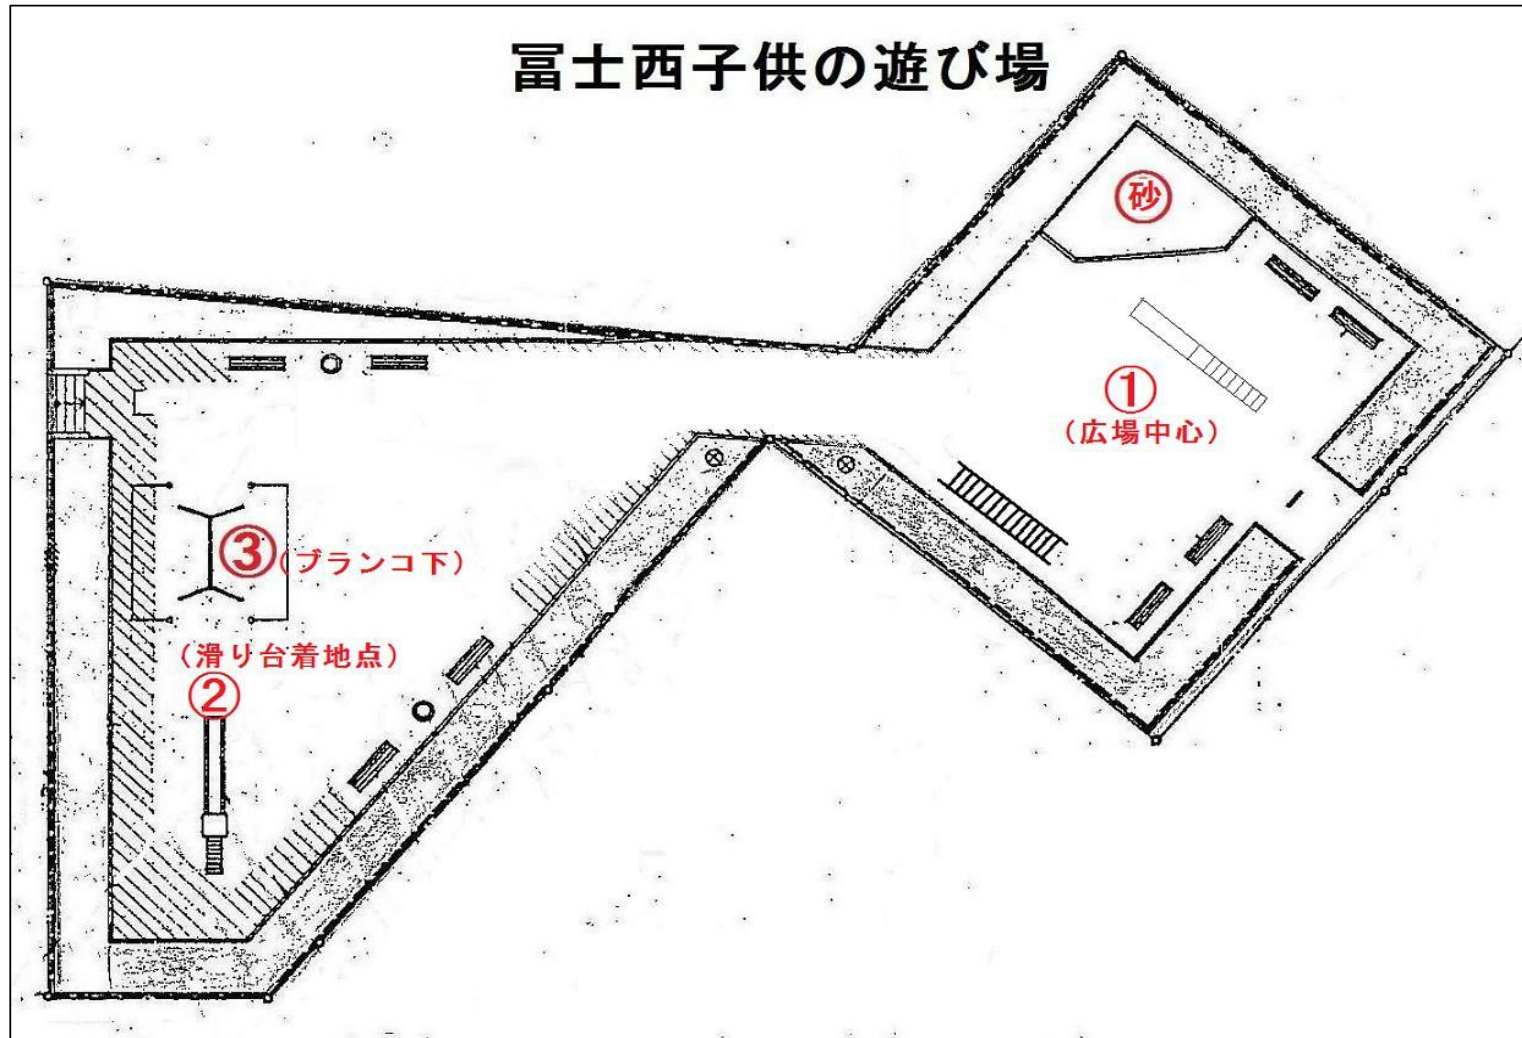 冨士西子供の遊び場
砂
①
（広場中心）
③（ブランコ下）
（滑り台着地点）
②